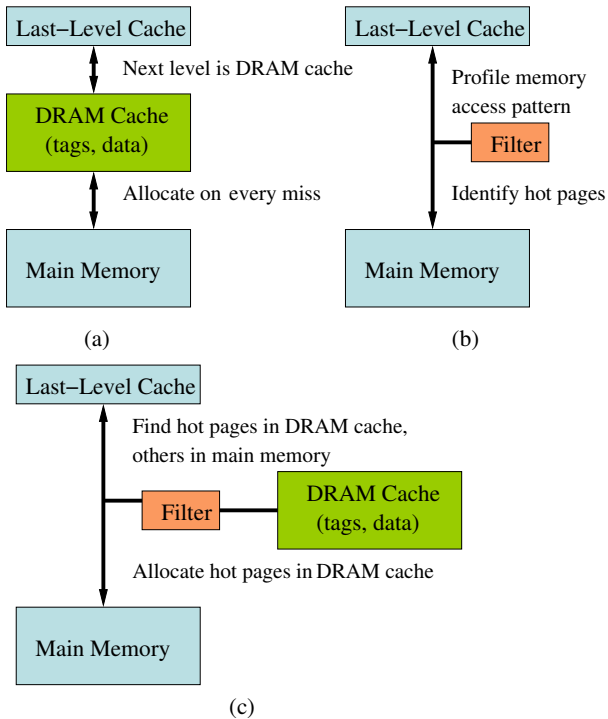 Last−Level Cache
Next level is DRAM cache
DRAM Cache
(tags, data)
Allocate on every miss
Main Memory
(a)
Last−Level Cache
Profile memory
access pattern
Filter
Identify hot pages
Main Memory
(b)
Last−Level Cache
Find hot pages in DRAM cache,
others in main memory
Filter
DRAM Cache
(tags, data)
Allocate hot pages in DRAM cache
Main Memory
(c)